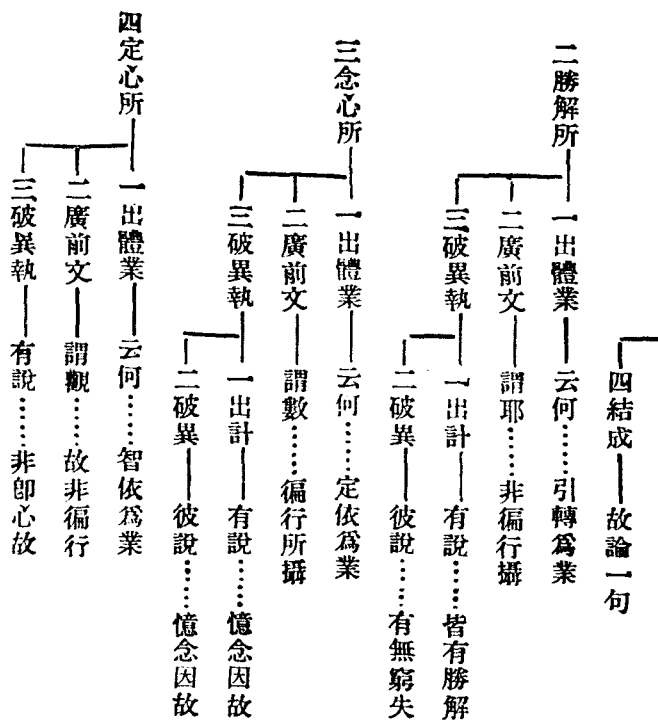 四結成——故論一句
二勝解所
一出體業——云何……引轉爲業
二廣前文——謂邪……非徧行攝
三破異執
一出計——有說……皆有勝解
二破異——彼說……有無窮失
三念心所
一出體業——云何……定依爲業
二廣前文——謂數……徧行所攝
三破異執
一出計——有說……憶念因故
二破異——彼說……憶念因故
四定心所
一出體業——云何……智依爲業
二廣前文——謂觀……故非徧行
三破異執——有說……非卽心故